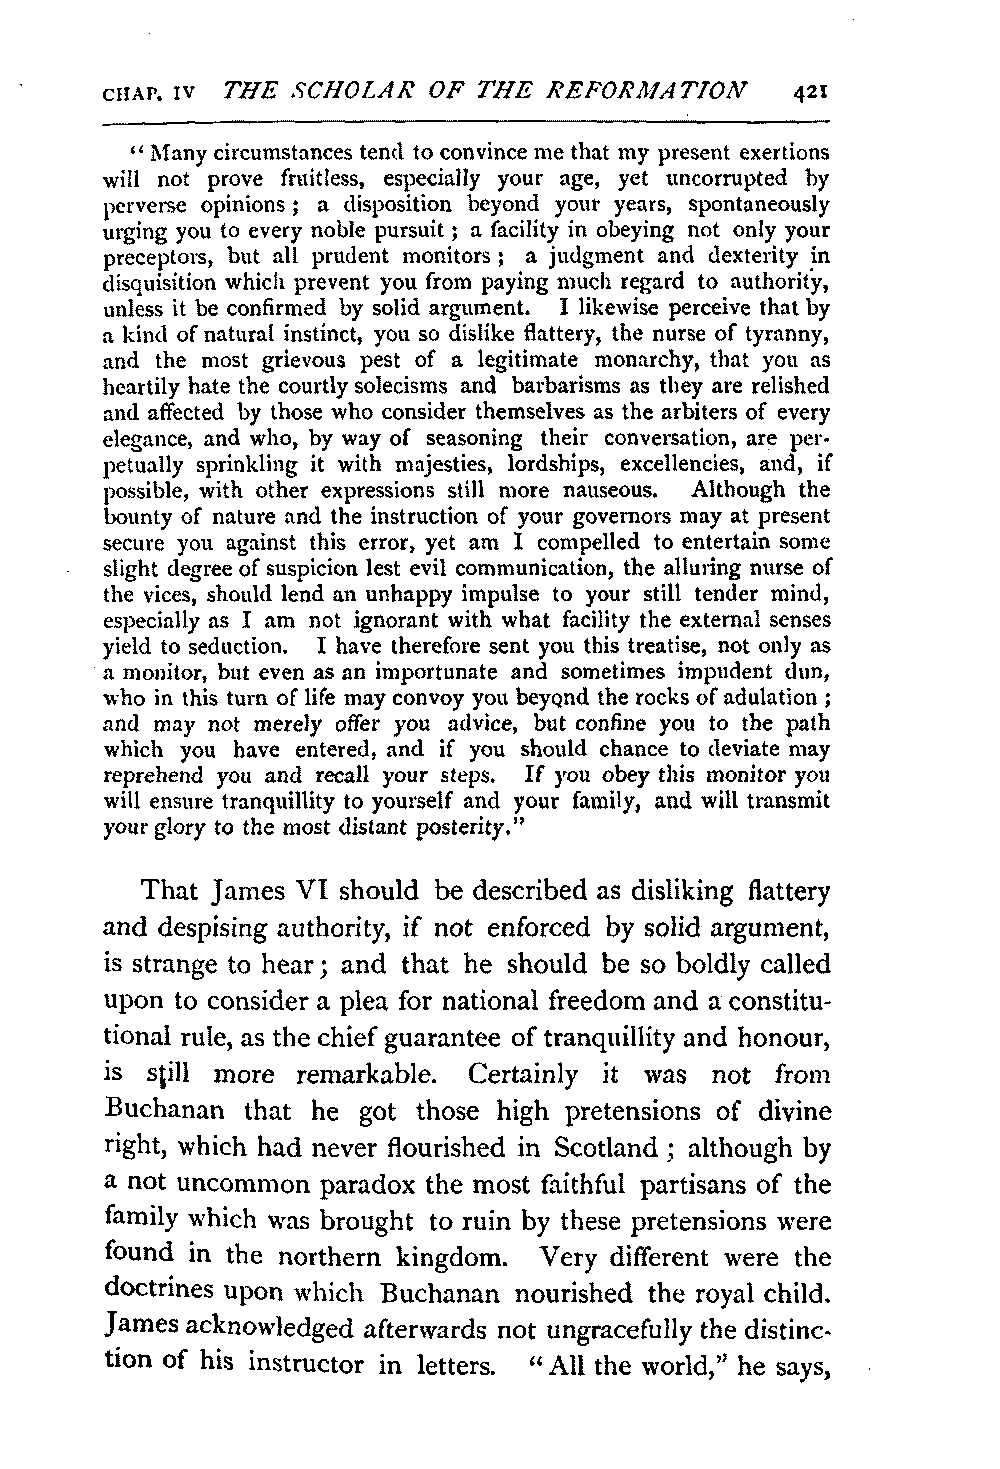 CHAP. IV THE SCHOLAR OF THE REFORMATION 421
“ Many circumstances tend to convince me that my present exertions
will not prove fruitless, especially your age, yet uncorrupted by
perverse opinions ; a disposition beyond your years, spontaneously
urging you to every noble pursuit ; a facility in obeying not only your
preceptors, but all prudent monitors ; a judgment and dexterity in
disquisition which prevent you from paying much regard to authority,
unless it be confirmed by solid argument. I likewise perceive that by
a kind of natural instinct, you so dislike flattery, the nurse of tyranny,
and the most grievous pest of a legitimate monarchy, that you as
heartily hate the courtly solecisms and barbarisms as they are relished
and affected by those who consider themselves as the arbiters of every
elegance, and who, by way of seasoning their conversation, are per-
petually sprinkling it with majesties, lordships, excellencies, and, if
possible, with other expressions still more nauseous. Although the
bounty of nature and the instruction of your governors may at present
secure you against this error, yet am I compelled to entertain some
slight degree of suspicion lest evil communication, the alluring nurse of
the vices, should lend an unhappy impulse to your still tender mind,
especially as I am not ignorant with what facility the external senses
yield to seduction. I have therefore sent you this treatise, not only as
a monitor, but even as an importunate and sometimes impudent dun,
who in this turn of life may convoy you beyond the rocks of adulation ;
and may not merely offer you advice, but confine you to the path
which you have entered, and if you should chance to deviate may
reprehend you and recall your steps. If you obey this monitor you
will ensure tranquillity to yourself and your family, and will transmit
your glory to the most distant posterity.”
That James VI should be described as disliking flattery
and despising authority, if not enforced by solid argument,
is strange to hear ; and that he should be so boldly called
upon to consider a plea for national freedom and a constitu-
tional rule, as the chief guarantee of tranquillity and honour,
is still more remarkable. Certainly it was not from
Buchanan that he got those high pretensions of divine
right, which had never flourished in Scotland ; although by
a not uncommon paradox the most faithful partisans of the
family which was brought to ruin by these pretensions were
found in the northern kingdom. Very different were the
doctrines upon which Buchanan nourished the royal child.
James acknowledged afterwards not ungracefully the distinc-
tion of his instructor in letters. “ All the world,” he says,